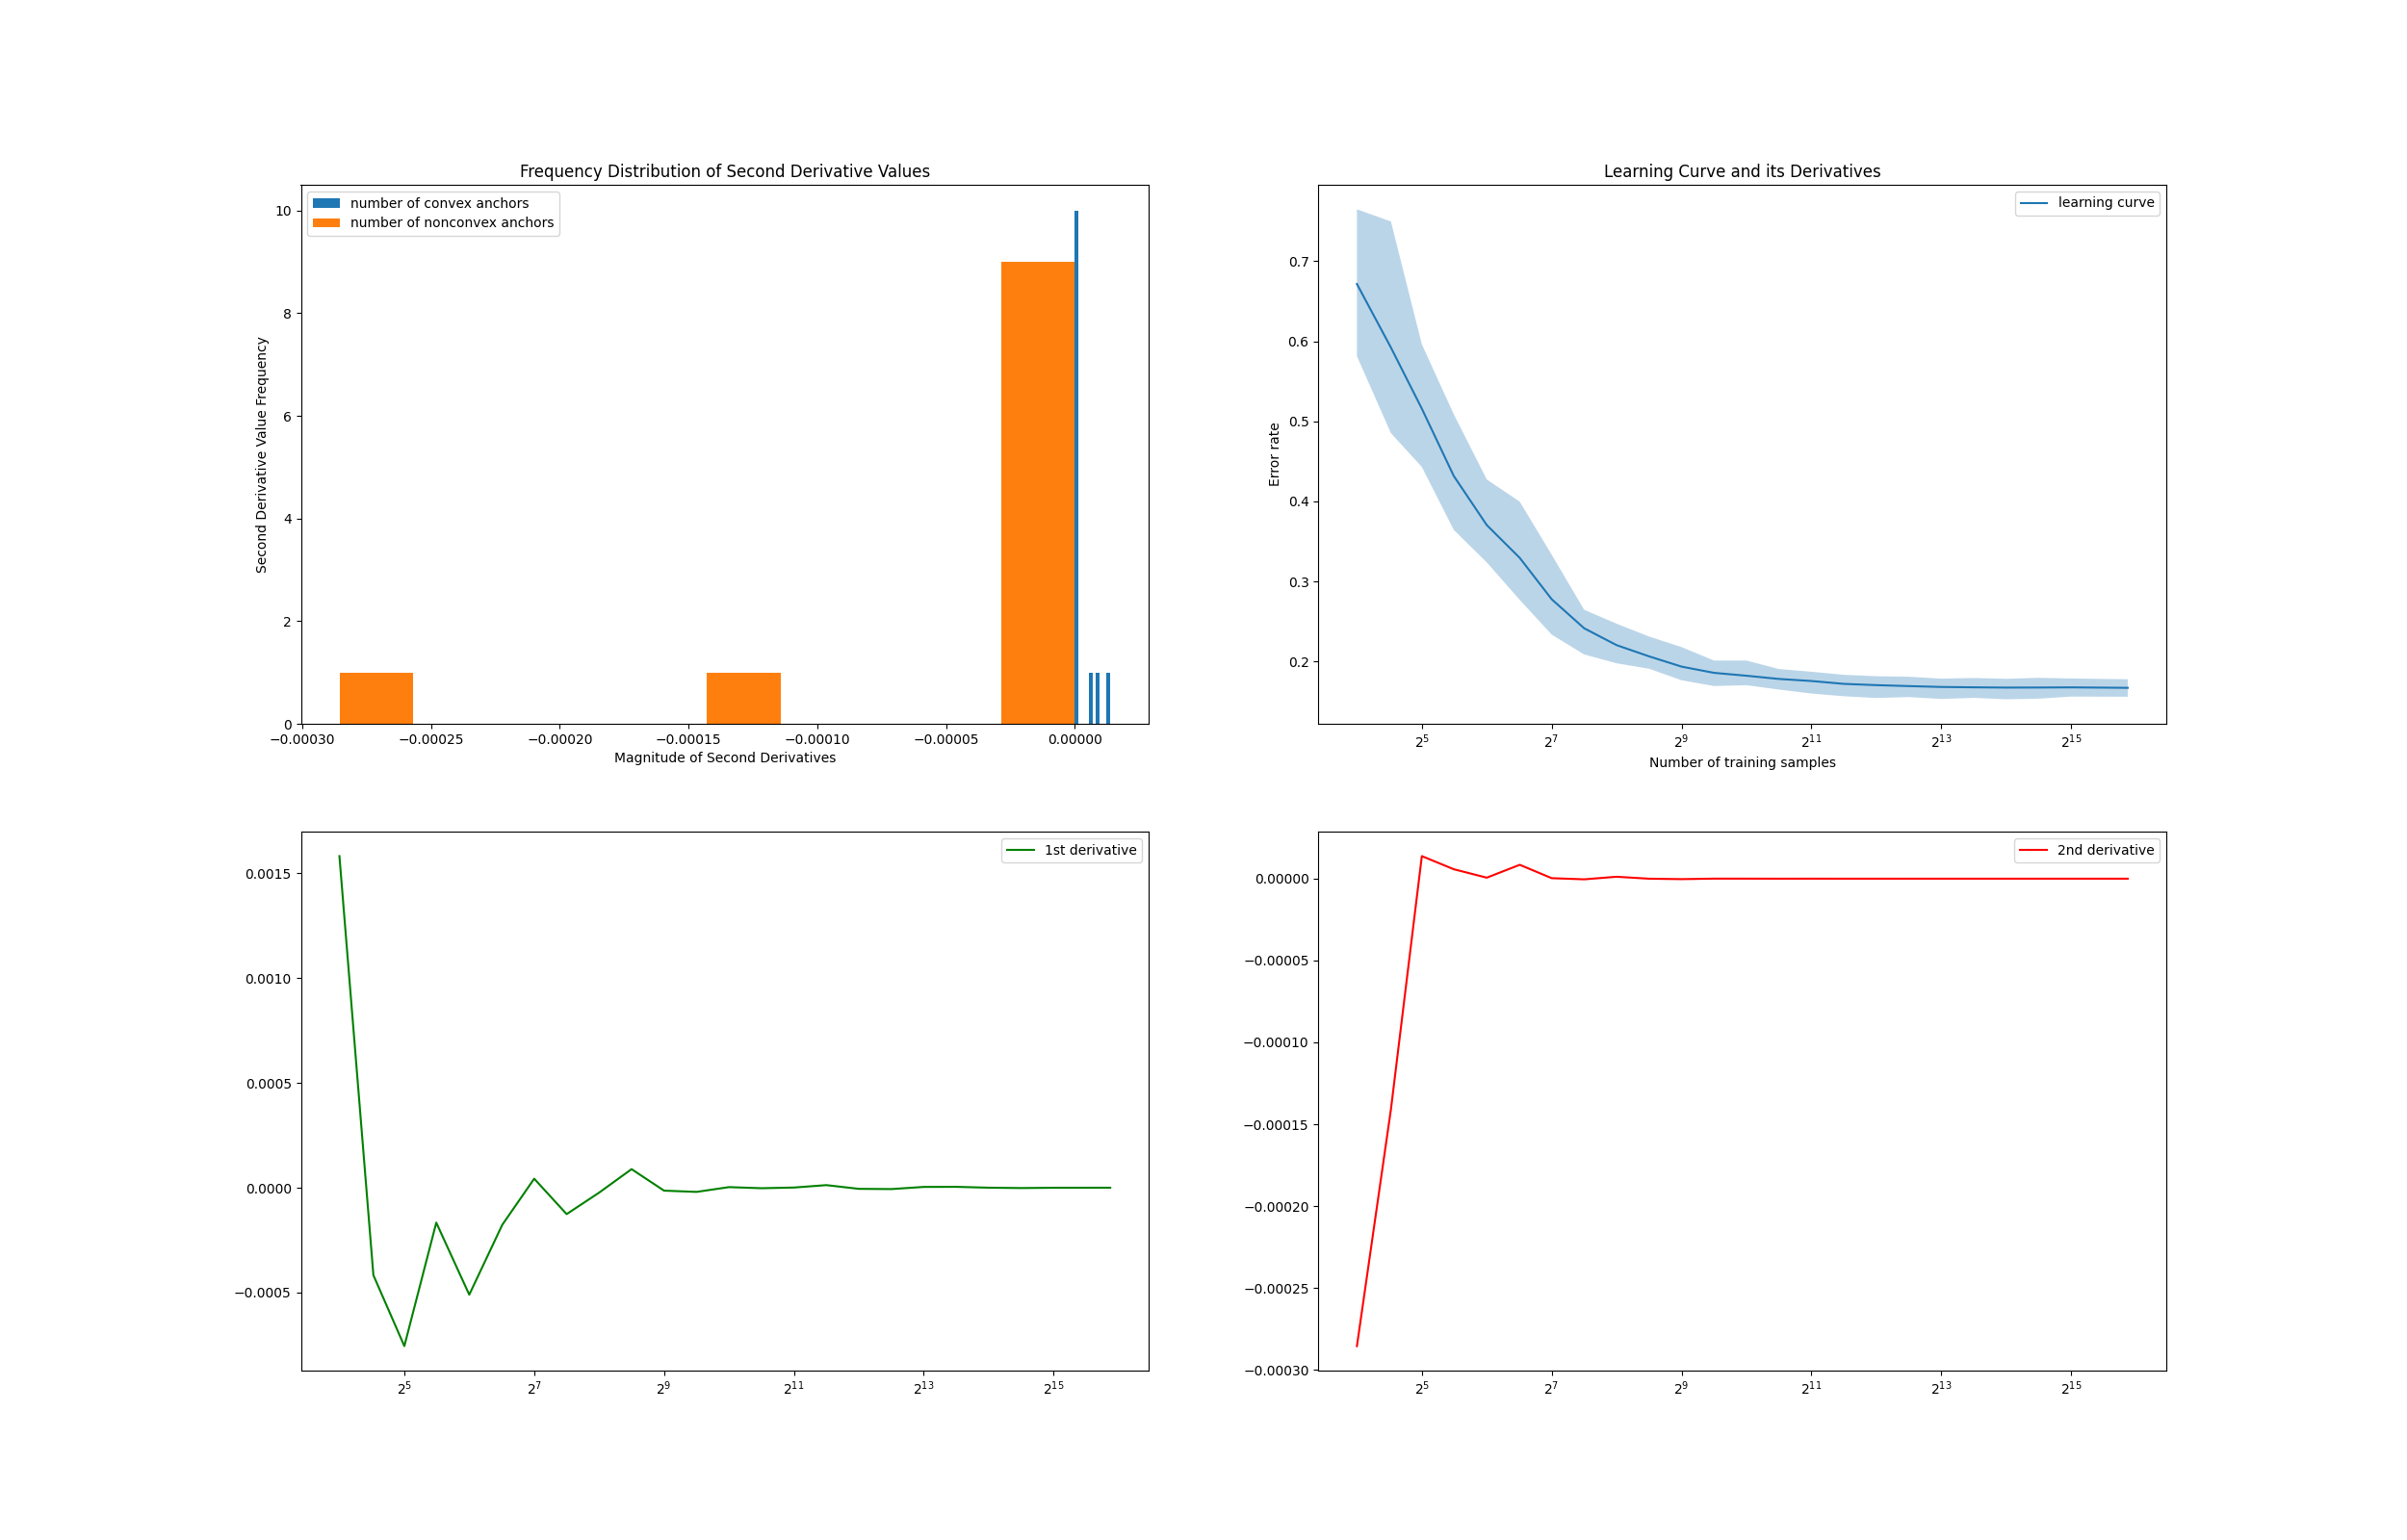 Frequency Distribution of Second Derivative Values
number of convex anchors
number of nonconvex anchors
10
8
6
4
2
0
Second Derivative Value Frequency
−0.00030 −0.00025 −0.00020 −0.00015 −0.00010 −0.00005 0.00000
Magnitude of Second Derivatives
Learning Curve and its Derivatives
learning curve
0.7
0.6
0.5
0.4
0.3
0.2
Error rate
2^5 2^7 2^9 2^11 2^13 2^15
Number of training samples
1st derivative
0.0015
0.0010
0.0005
0.0000
−0.0005
2^5 2^7 2^9 2^11 2^13 2^15
2nd derivative
0.00000
−0.00005
−0.00010
−0.00015
−0.00020
−0.00025
−0.00030
2^5 2^7 2^9 2^11 2^13 2^15